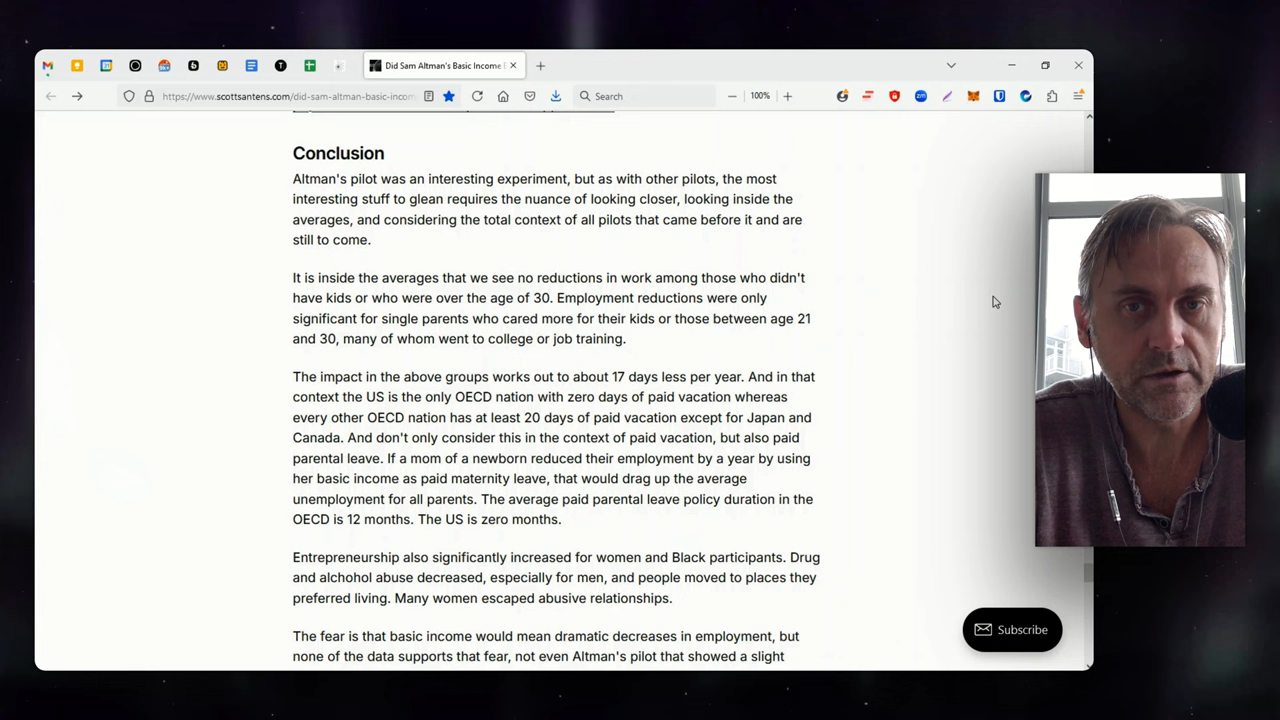 Did Sam Altman's Basic Income E
https://www.scottsantens.com/did-sam-altman-basic-incom
Search
100%
Conclusion
Altman's pilot was an interesting experiment, but as with other pilots, the most
interesting stuff to glean requires the nuance of looking closer, looking inside the
averages, and considering the total context of all pilots that came before it and are
still to come.
It is inside the averages that we see no reductions in work among those who didn't
have kids or who were over the age of 30. Employment reductions were only
significant for single parents who cared more for their kids or those between age 21
and 30, many of whom went to college or job training.
The impact in the above groups works out to about 17 days less per year. And in that
context the US is the only OECD nation with zero days of paid vacation whereas
every other OECD nation has at least 20 days of paid vacation except for Japan and
Canada. And don't only consider this in the context of paid vacation, but also paid
parental leave. If a mom of a newborn reduced their employment by a year by using
her basic income as paid maternity leave, that would drag up the average
unemployment for all parents. The average paid parental leave policy duration in the
OECD is 12 months. The US is zero months.
Entrepreneurship also significantly increased for women and Black participants. Drug
and alchohol abuse decreased, especially for men, and people moved to places they
preferred living. Many women escaped abusive relationships.
The fear is that basic income would mean dramatic decreases in employment, but
none of the data supports that fear, not even Altman's pilot that showed a slight
Subscribe